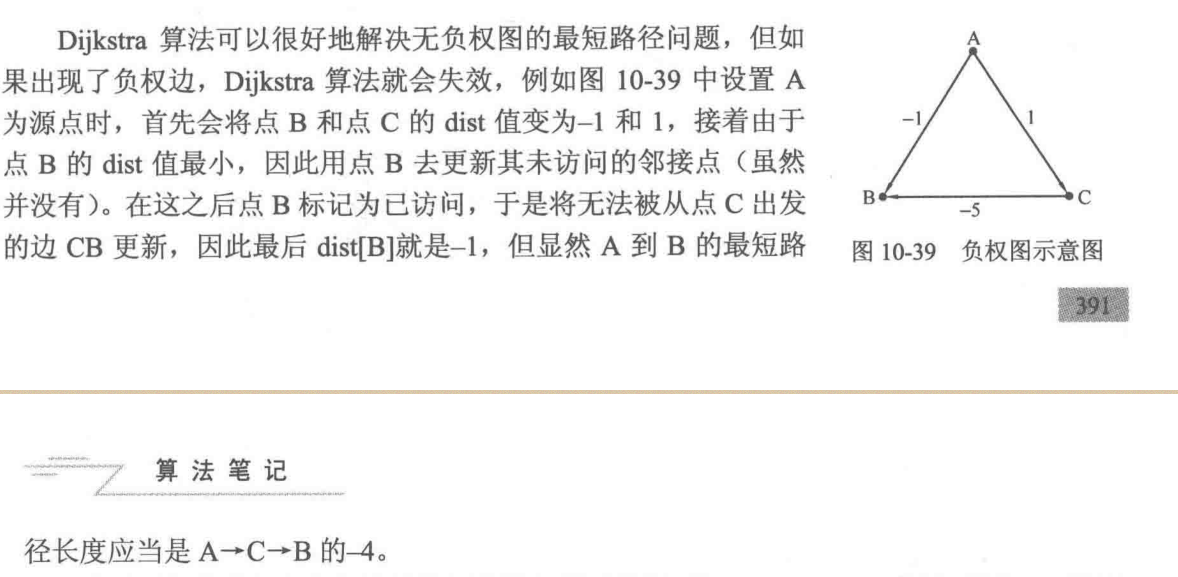 Dijkstra 算法可以很好地解决无负权图的最短路径问题，但如
果出现了负权边，Dijkstra 算法就会失效，例如图 10-39 中设置 A
为源点时，首先会将点 B 和点 C 的 dist 值变为–1 和 1，接着由于
点 B 的 dist 值最小，因此用点 B 去更新其未访问的邻接点（虽然
并没有）。在这之后点 B 标记为已访问，于是将无法被从点 C 出发
的边 CB 更新，因此最后 dist[B]就是–1，但显然 A 到 B 的最短路
A
–1
1
B
C
–5
图 10-39 负权图示意图
391
算法笔记
径长度应当是 A→C→B 的–4。